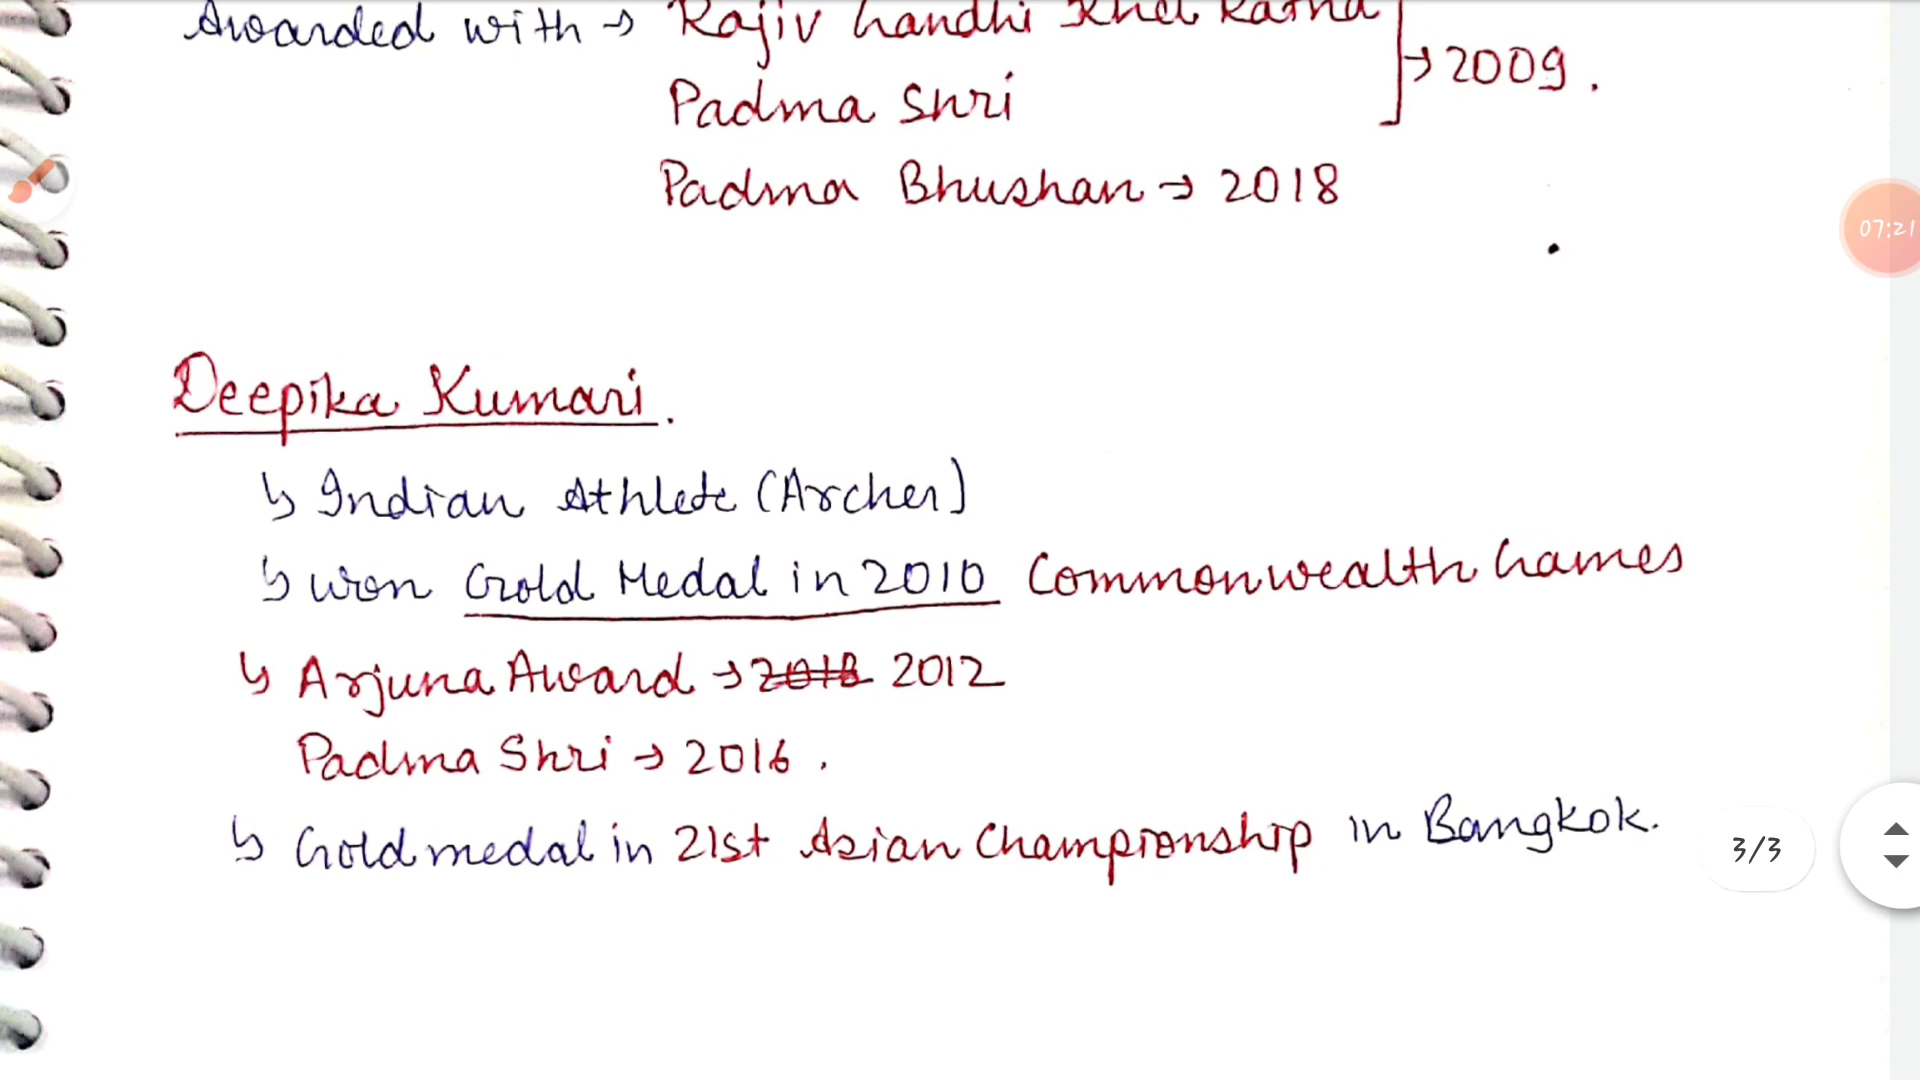 Awarded with → Rajiv Gandhi Khel Ratna
→ 2009.
Padma Shri
Padma Bhushan → 2018
07:21
Deepika Kumari.
↳ Indian Athlete (Archer)
↳ won Gold Medal in 2010 Commonwealth Games
↳ Arjuna Award → 2018 2012
Padma Shri → 2016.
↳ Gold medal in 21st Asian Championship in Bangkok.
3/3